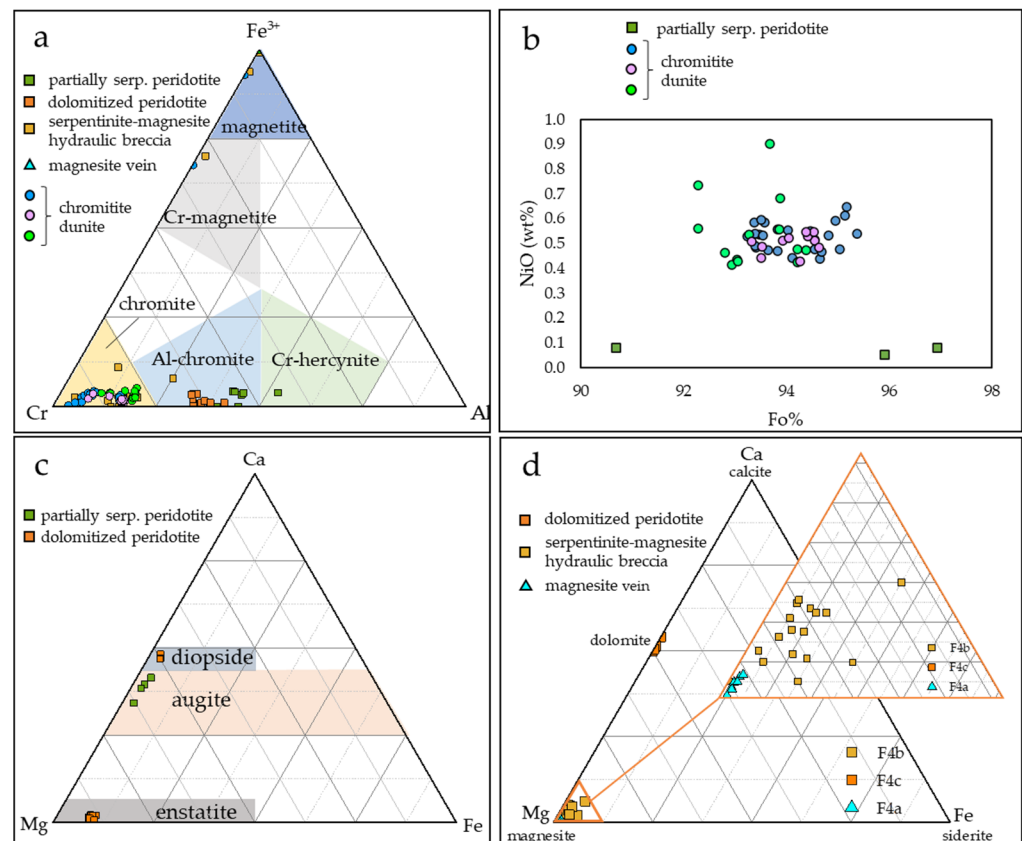 a
Fe3+
partially serp. peridotite
dolomitized peridotite
serpentinite-magnesite
hydraulic breccia
magnesite vein
chromitite
dunite
magnetite
Cr-magnetite
chromite
Al-chromite
Cr-hercynite
Cr
Al
b
partially serp. peridotite
chromitite
dunite
1.0
0.9
0.8
0.7
0.6
0.5
0.4
0.3
0.2
0.1
0.0
NiO (wt%)
90
92
94
96
98
Fo%
c
Ca
partially serp. peridotite
dolomitized peridotite
diopside
augite
enstatite
Mg
Fe
d
Ca
calcite
dolomitized peridotite
serpentinite-magnesite
hydraulic breccia
magnesite vein
dolomite
F4b
F4c
F4a
F4b
F4c
F4a
Mg
magnesite
Fe
siderite